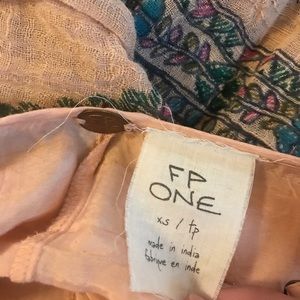 FP
ONE
xs / tp
made in india
fabriqué en inde